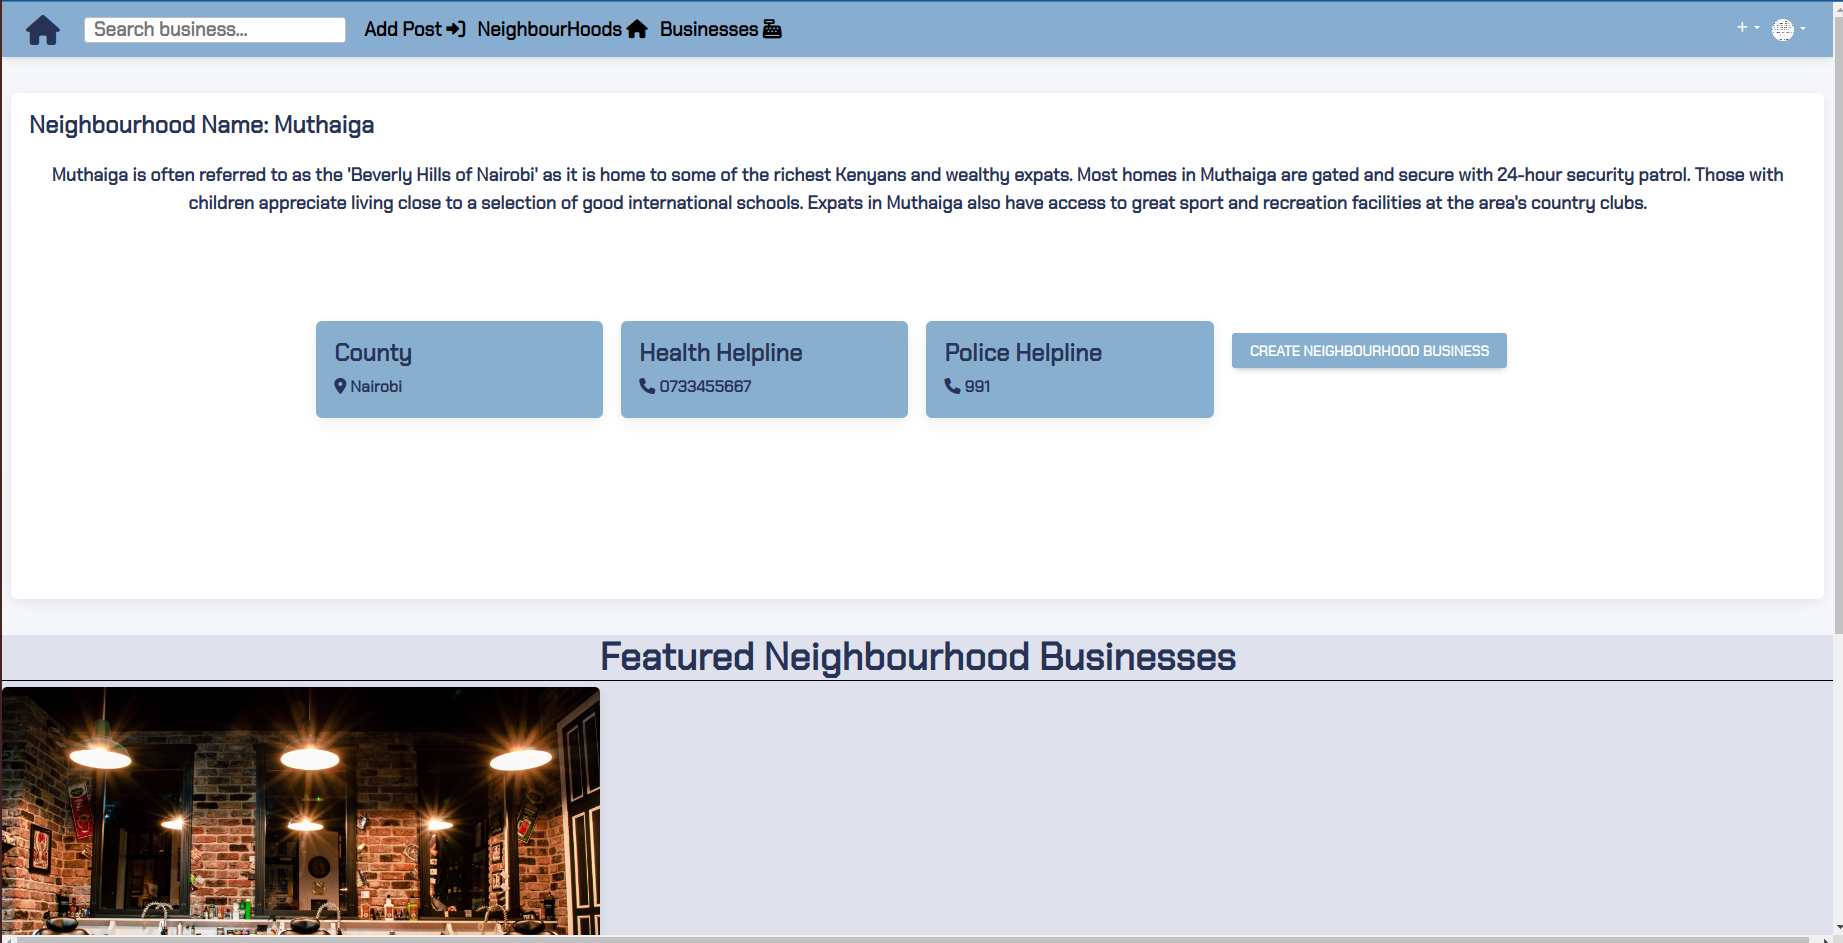 Search business...
Add Post
NeighbourHoods
Businesses
Neighbourhood Name: Muthaiga
Muthaiga is often referred to as the 'Beverly Hills of Nairobi' as it is home to some of the richest Kenyans and wealthy expats. Most homes in Muthaiga are gated and secure with 24-hour security patrol. Those with
children appreciate living close to a selection of good international schools. Expats in Muthaiga also have access to great sport and recreation facilities at the area's country clubs.
County
Nairobi
Health Helpline
0733455667
Police Helpline
991
CREATE NEIGHBOURHOOD BUSINESS
Featured Neighbourhood Businesses